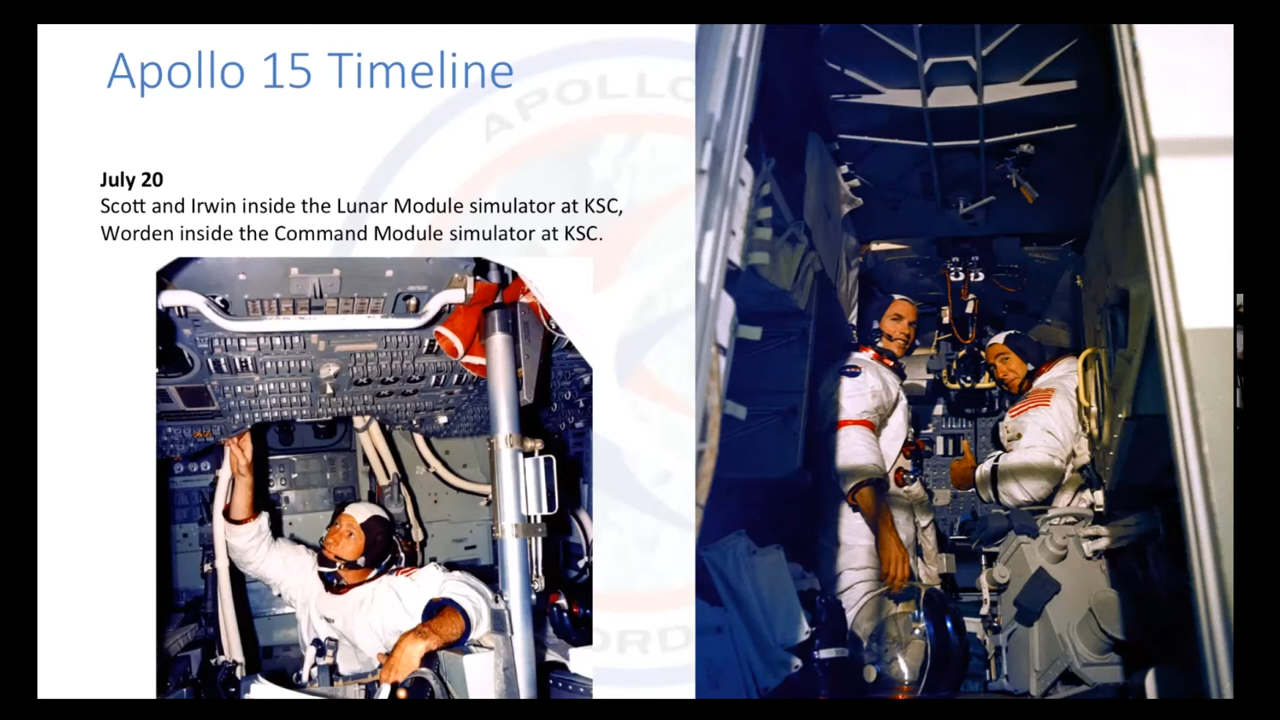 Apollo 15 Timeline
July 20
Scott and Irwin inside the Lunar Module simulator at KSC,
Worden inside the Command Module simulator at KSC.
APOLLO